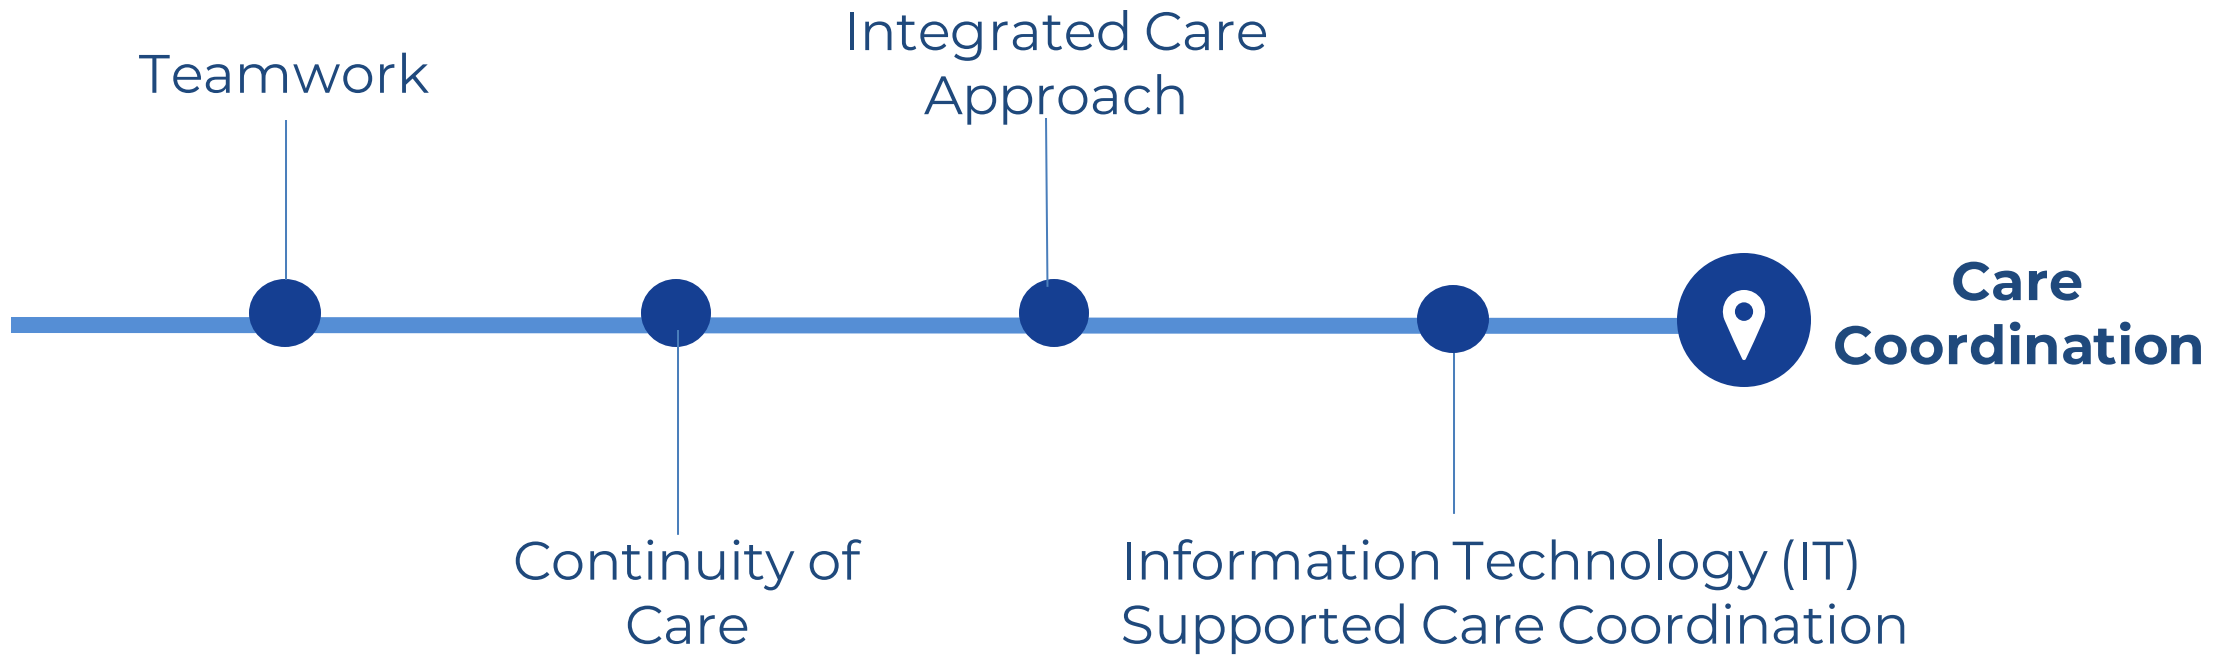 Teamwork
Continuity of
Care
Integrated Care
Approach
Information Technology (IT)
Supported Care Coordination
Care
Coordination